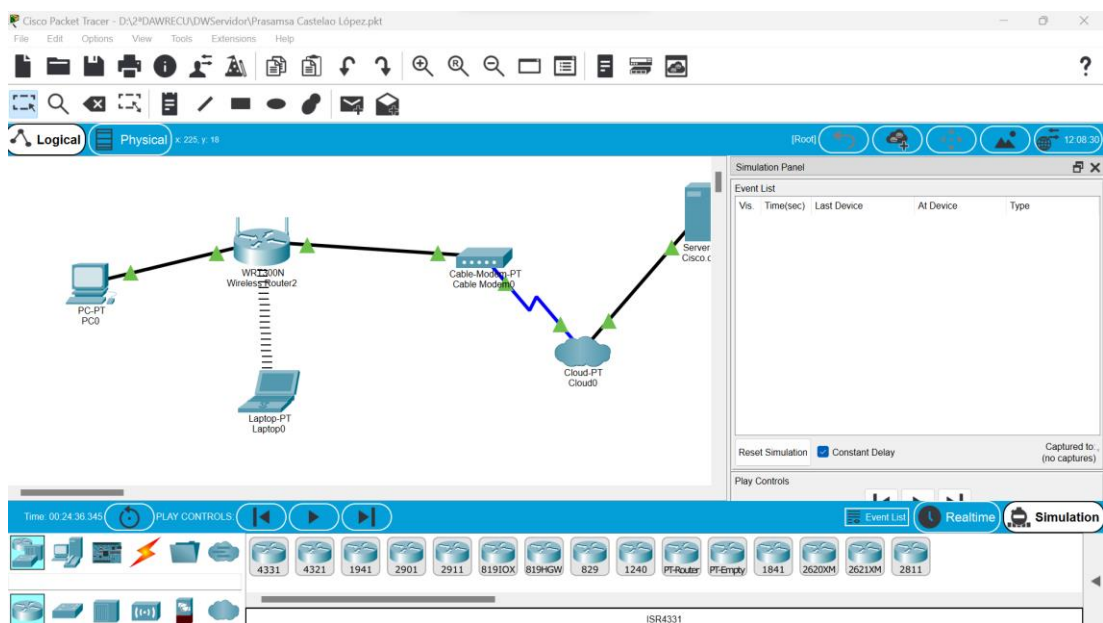 Cisco Packet Tracer - D:\2ªDAWRECU\DWServidor\Prasamsa Castelao López.pkt
File Edit Options View Tools Extensions Help
?
Logical Physical x: 225, y: 18 [Root] 12:08:30
Simulation Panel
Event List
Vis. Time(sec) Last Device At Device Type
Server-
Cisco.c
WRT300N
Wireless Router2
Cable-Modem-PT
Cable Modem0
PC-PT
PC0
Cloud-PT
Cloud0
Laptop-PT
Laptop0
Reset Simulation Constant Delay
Captured to:
(no captures)
Play Controls
Time: 00:24:36.345 PLAY CONTROLS: Event List Realtime Simulation
4331 4321 1941 2901 2911 819IOX 819HGW 829 1240 PT-Router PT-Empty 1841 2620XM 2621XM 2811
ISR4331